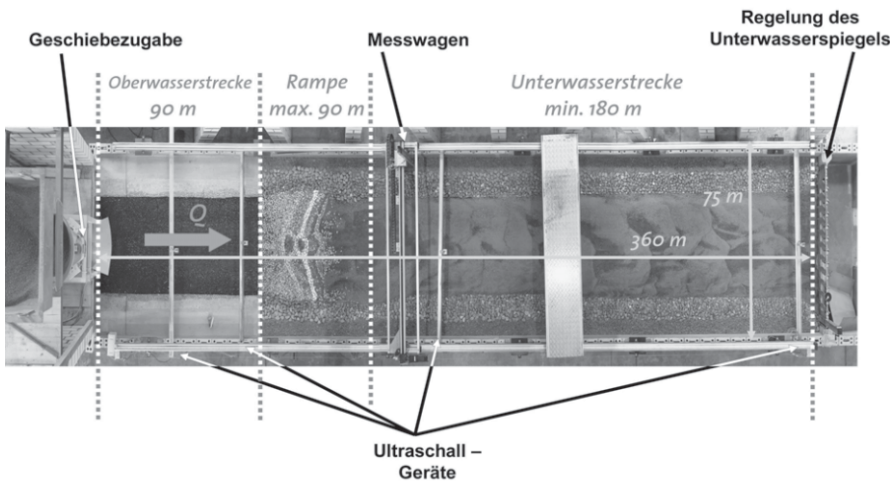 Regelung des
Unterwasserspiegels
Geschiebezugabe
Messwagen
Oberwasserstrecke
90 m
Rampe
max. 90 m
Unterwasserstrecke
min. 180 m
Q
75 m
360 m
Ultraschall –
Geräte